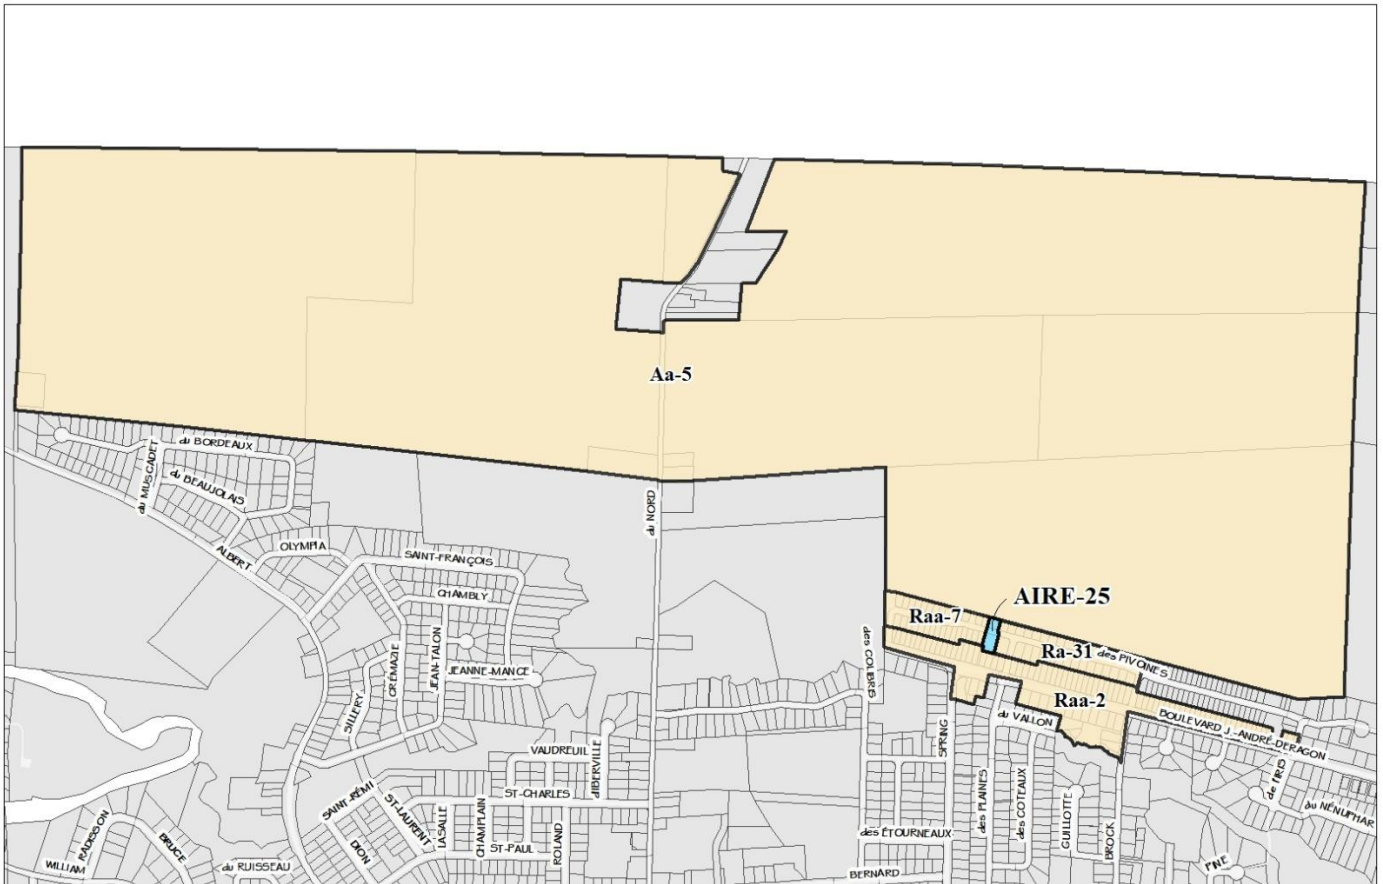 Aa-5
du BORDEAUX
du MUSCADET
du BEAUJOLAIS
du NORD
ALBERT
OLYMPIA
SAINT-FRANÇOIS
CHAMBLY
AIRE-25
Raa-7
des COLIBRIS
Ra-31
des PIVOINES
CRÉMAZIE
JEAN-TALON
JEANNE-MANCE
SILLERY
Raa-2
du VALLON
BOULEVARD J.-ANDRÉ-DERAGON
SPRING
VAUDREUIL
d'IBERVILLE
SAINT-RÉMI
ST-CHARLES
ST-LAURENT
LASALLE
CHAMPLAIN
des PLAINES
des COTEAUX
GUILLOTTE
BROCK
de l'IRIS
du NÉNUPHAR
RADISSON
BRUCE
DION
ST-PAUL
ROLAND
des ÉTOURNEAUX
WILLIAM
du RUISSEAU
BERNARD